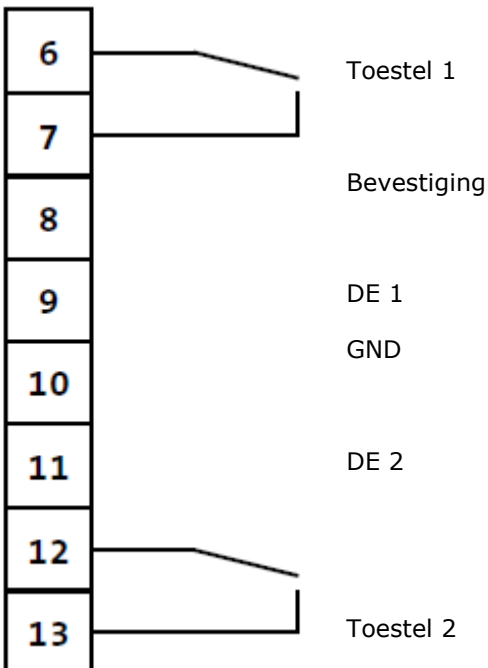 6
Toestel 1
7
Bevestiging
8
9
DE 1
GND
10
11
DE 2
12
13
Toestel 2